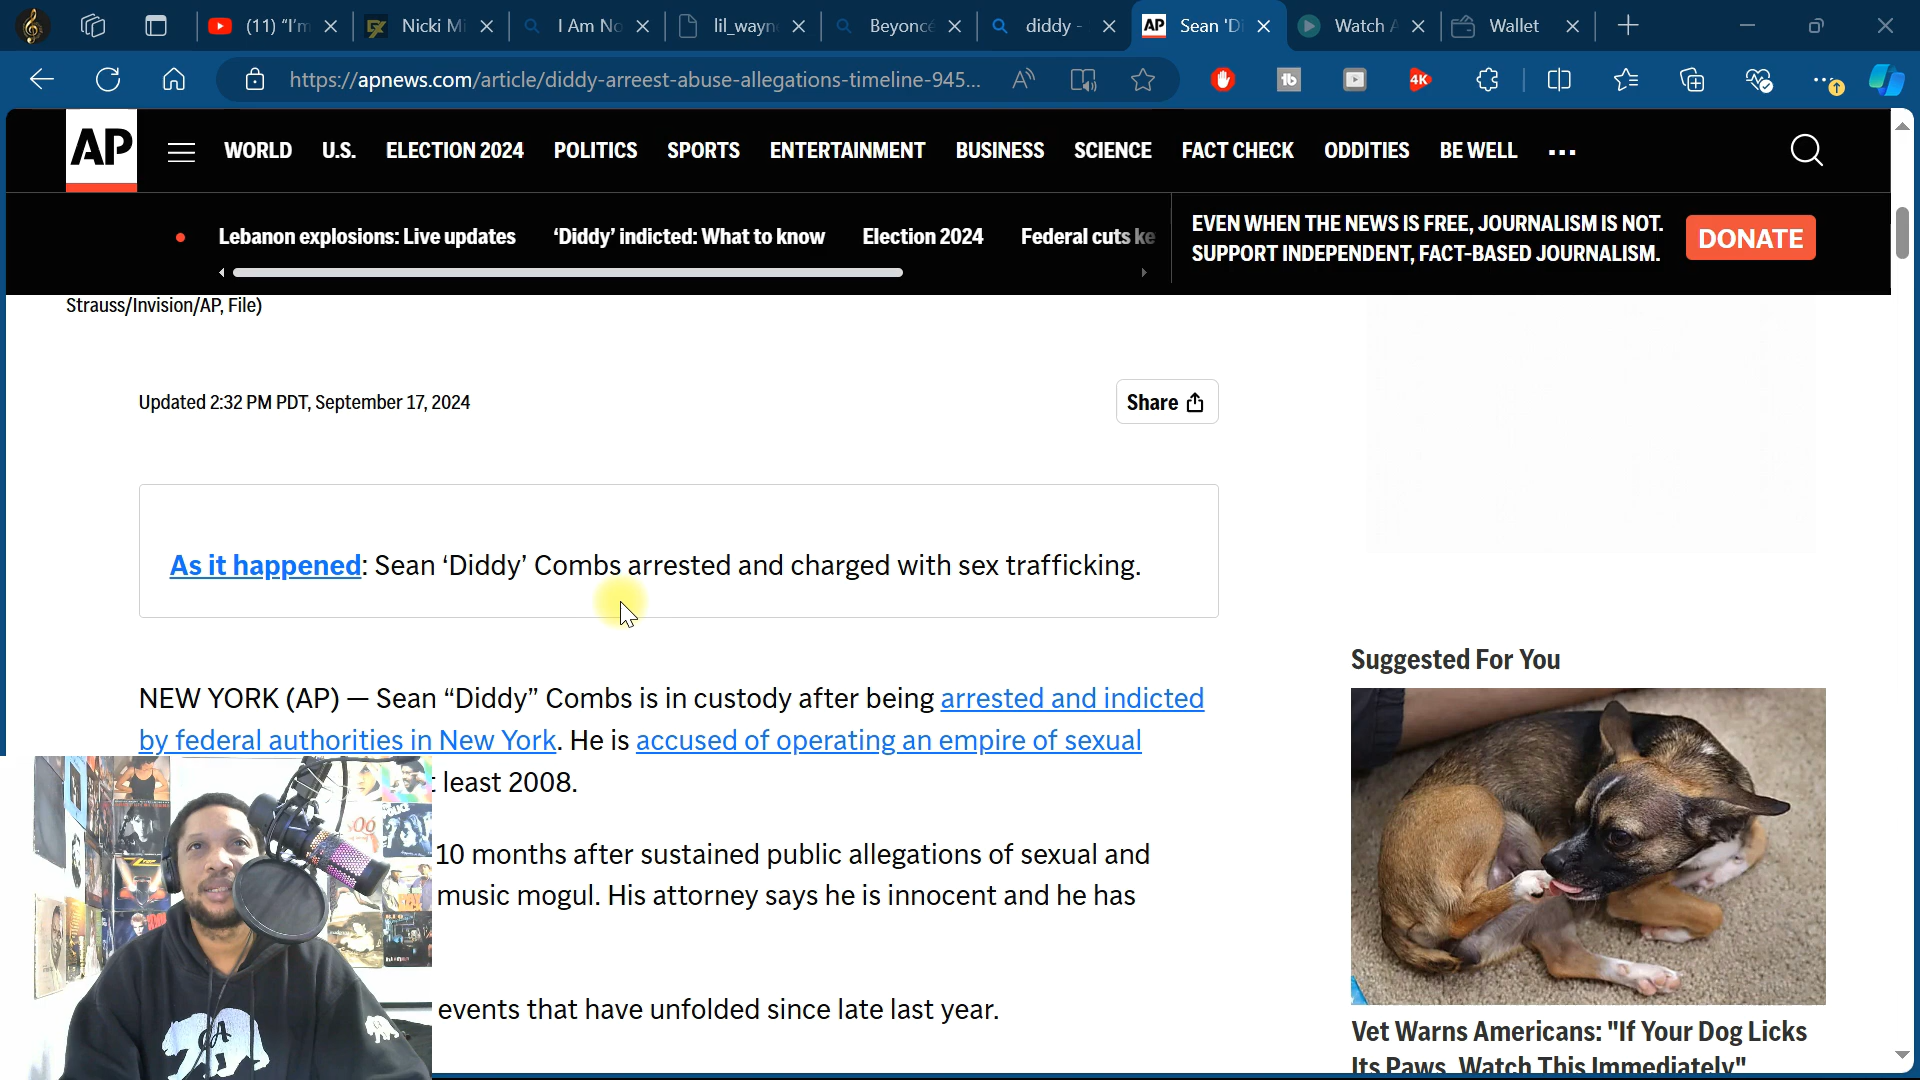 (11) "I'm
Nicki Mi
I Am No
lil_wayn
Beyoncé
diddy -
Sean 'Di
Watch A
Wallet
https://apnews.com/article/diddy-arreest-abuse-allegations-timeline-945...
AP
WORLD U.S. ELECTION 2024 POLITICS SPORTS ENTERTAINMENT BUSINESS SCIENCE FACT CHECK ODDITIES BE WELL ...
Lebanon explosions: Live updates 'Diddy' indicted: What to know Election 2024 Federal cuts ke
EVEN WHEN THE NEWS IS FREE, JOURNALISM IS NOT.
SUPPORT INDEPENDENT, FACT-BASED JOURNALISM.
DONATE
Strauss/Invision/AP, File)
Updated 2:32 PM PDT, September 17, 2024
Share
As it happened: Sean ‘Diddy’ Combs arrested and charged with sex trafficking.
NEW YORK (AP) — Sean “Diddy” Combs is in custody after being arrested and indicted
by federal authorities in New York. He is accused of operating an empire of sexual
least 2008.
10 months after sustained public allegations of sexual and
music mogul. His attorney says he is innocent and he has
events that have unfolded since late last year.
Suggested For You
Vet Warns Americans: "If Your Dog Licks
Its Paws, Watch This Immediately"